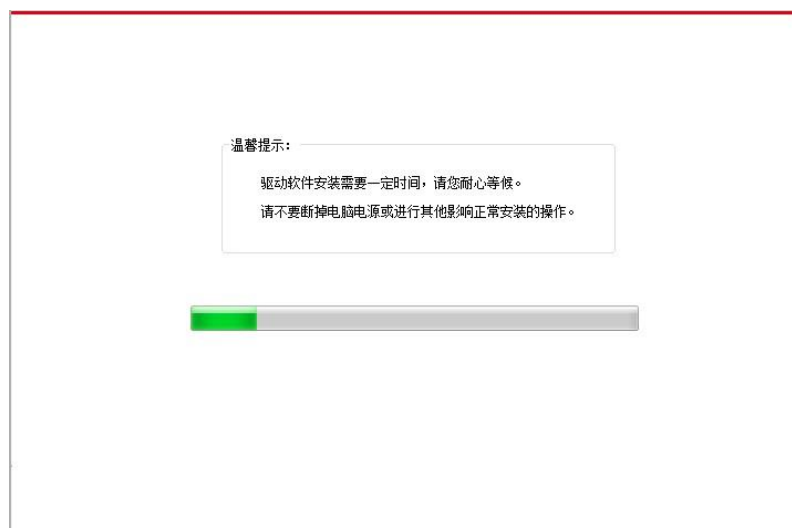 温馨提示：
驱动软件安装需要一定时间，请您耐心等候。
请不要断掉电脑电源或进行其他影响正常安装的操作。